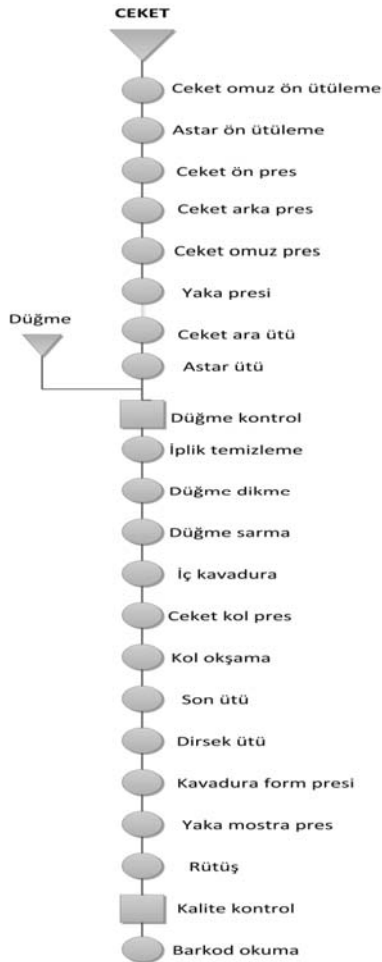 CEKET
Ceket omuz ön ütüleme
Astar ön ütüleme
Ceket ön pres
Ceket arka pres
Ceket omuz pres
Yaka presi
Düğme
Ceket ara ütü
Astar ütü
Düğme kontrol
İplik temizleme
Düğme dikme
Düğme sarma
İç kavadura
Ceket kol pres
Kol okşama
Son ütü
Dirsek ütü
Kavadura form presi
Yaka mostra pres
Rütüş
Kalite kontrol
Barkod okuma